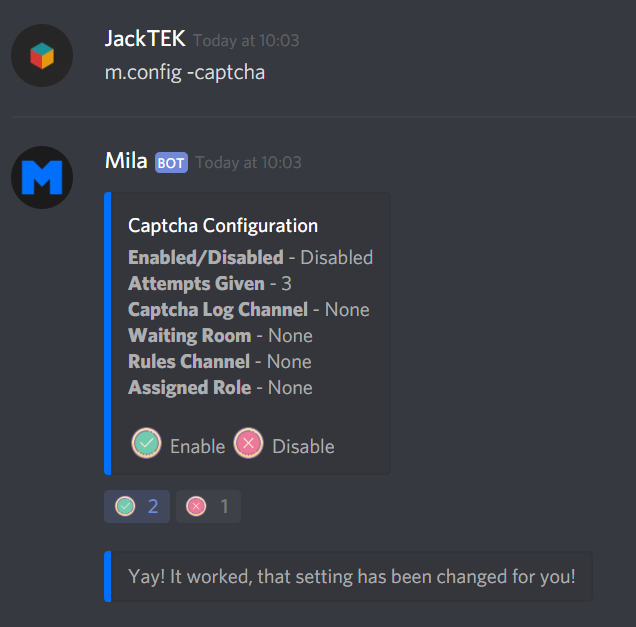 JackTEK Today at 10:03
m.config -captcha
M
Mila BOT Today at 10:03
Captcha Configuration
Enabled/Disabled - Disabled
Attempts Given - 3
Captcha Log Channel - None
Waiting Room - None
Rules Channel - None
Assigned Role - None
Enable Disable
2 1
Yay! It worked, that setting has been changed for you!